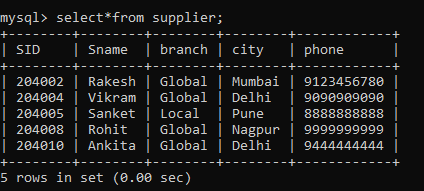 mysql> select*from supplier;
+--------+--------+--------+--------+------------+
| SID    | Sname  | branch | city   | phone      |
+--------+--------+--------+--------+------------+
| 204002 | Rakesh | Global | Mumbai | 9123456780 |
| 204004 | Vikram | Global | Delhi  | 9090909090 |
| 204005 | Sanket | Local  | Pune   | 8888888888 |
| 204008 | Rohit  | Global | Nagpur | 9999999999 |
| 204010 | Ankita | Global | Delhi  | 9444444444 |
+--------+--------+--------+--------+------------+
5 rows in set (0.00 sec)